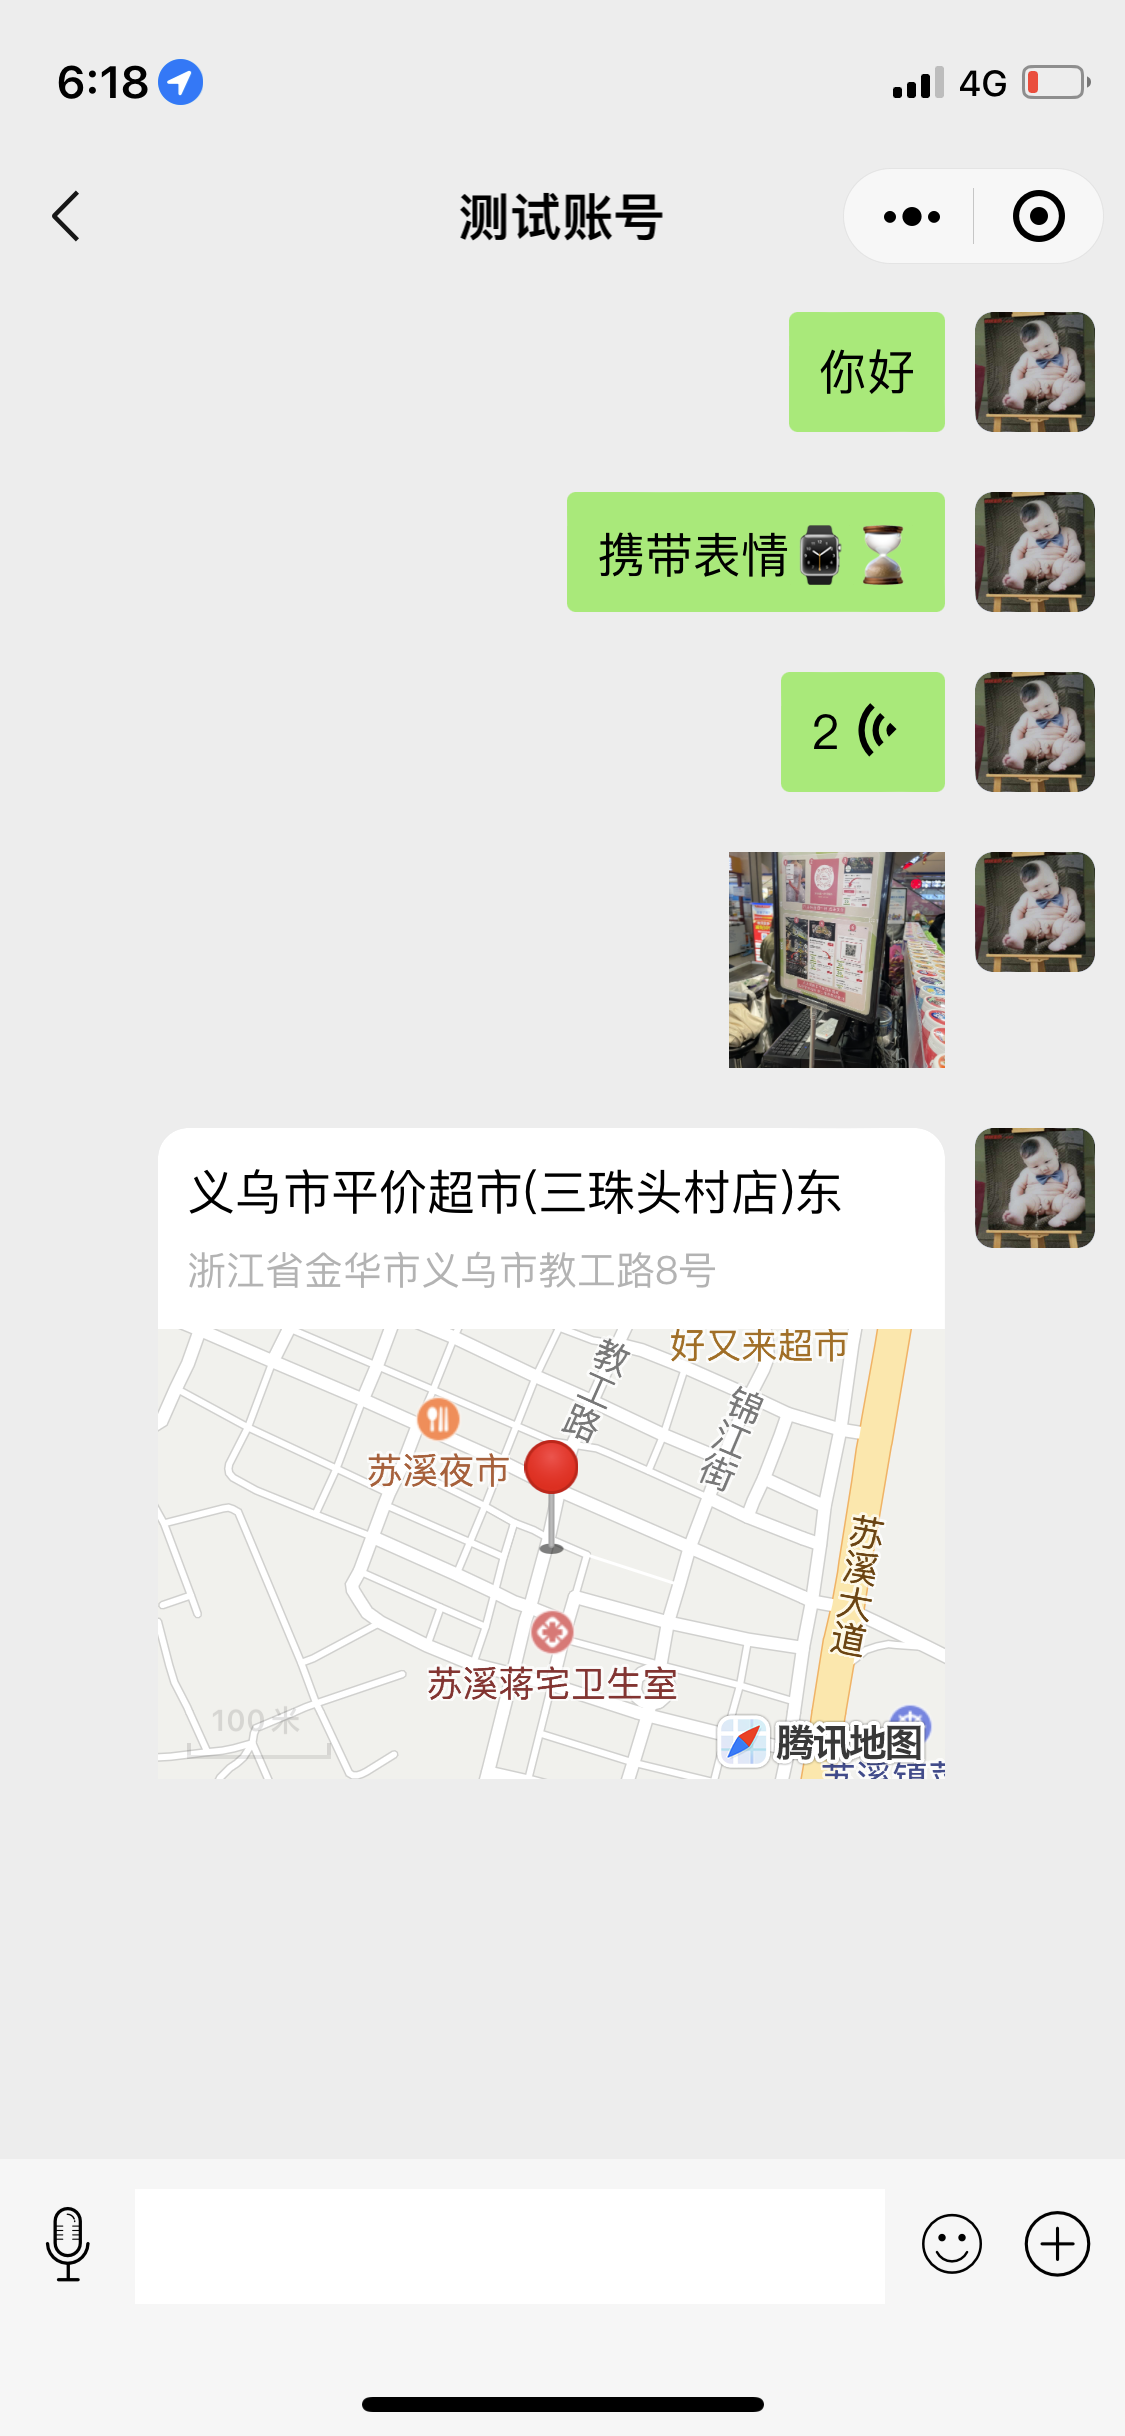 6:18
4G
测试账号
你好
携带表情
2
义乌市平价超市(三珠头村店)东
浙江省金华市义乌市教工路8号
好又来超市
教工路
锦江街
苏溪夜市
苏溪大道
苏溪蒋宅卫生室
100米
腾讯地图